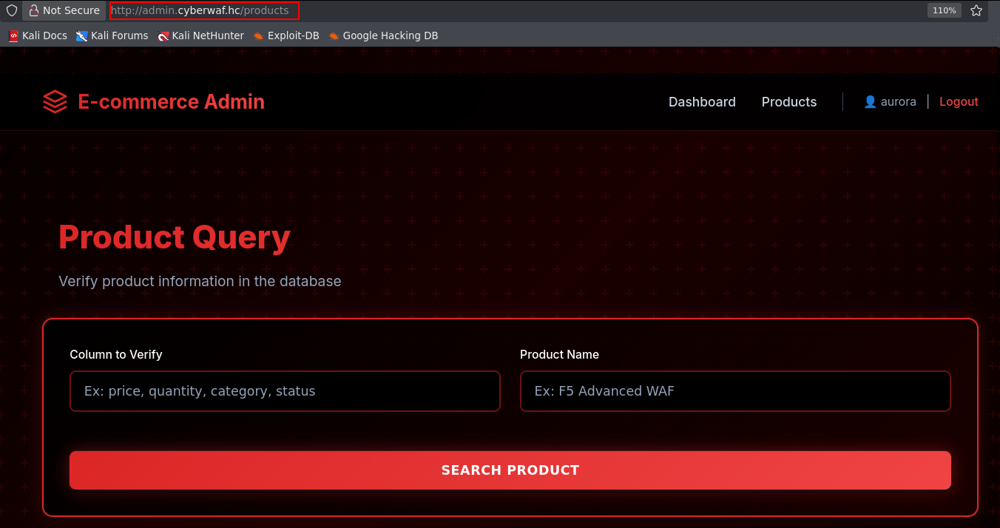 Not Secure http://admin.cyberwaf.hc/products 110%
Kali Docs Kali Forums Kali NetHunter Exploit-DB Google Hacking DB
E-commerce Admin Dashboard Products aurora Logout
Product Query
Verify product information in the database
Column to Verify Product Name
Ex: price, quantity, category, status Ex: F5 Advanced WAF
SEARCH PRODUCT